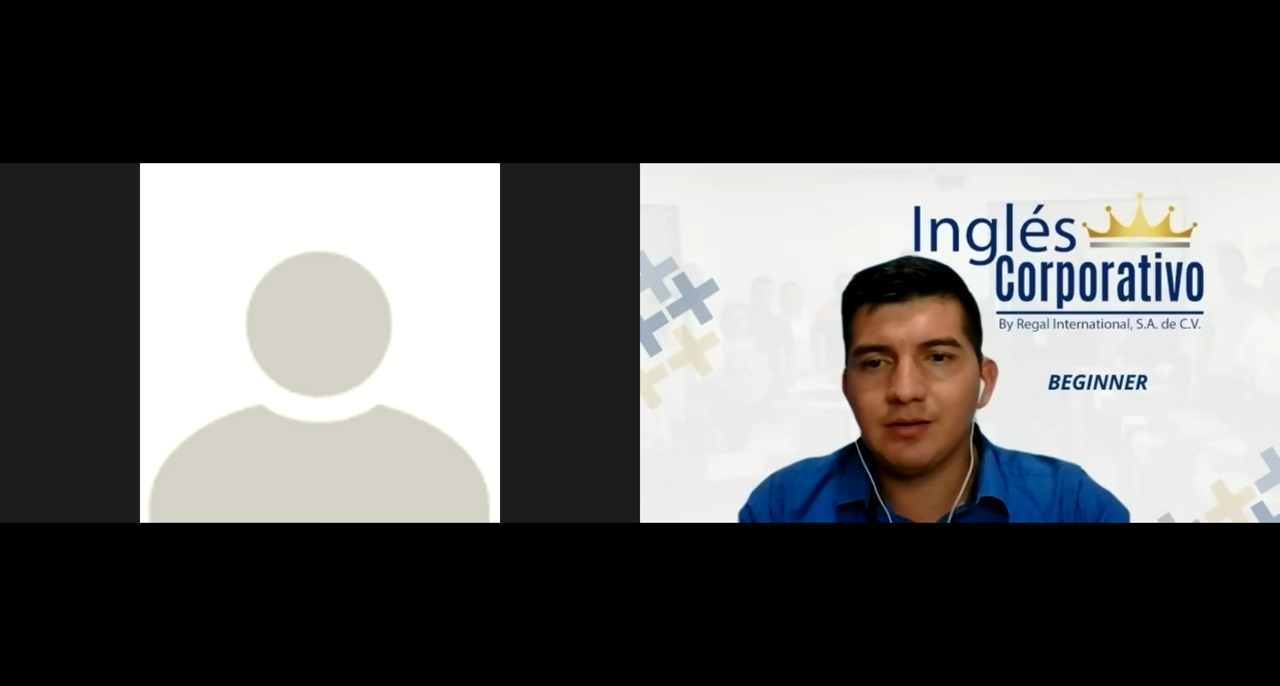 Inglés
Corporativo
By Regal International, S.A. de C.V.
BEGINNER